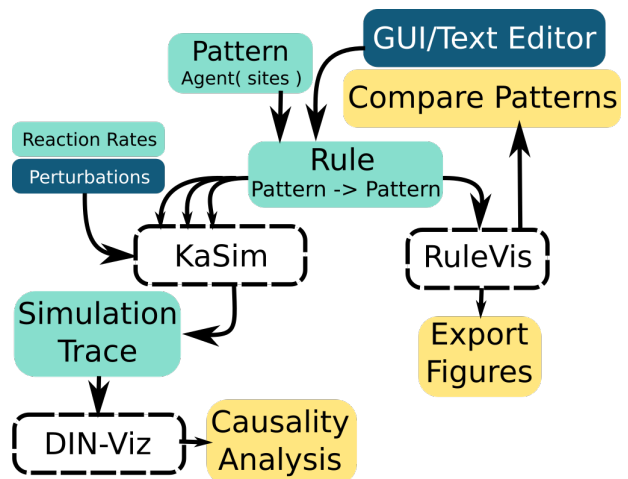 GUI/Text Editor
Pattern
Agent( sites )
Compare Patterns
Reaction Rates
Perturbations
Rule
Pattern -> Pattern
KaSim
RuleVis
Simulation
Trace
Export
Figures
DIN-Viz
Causality
Analysis